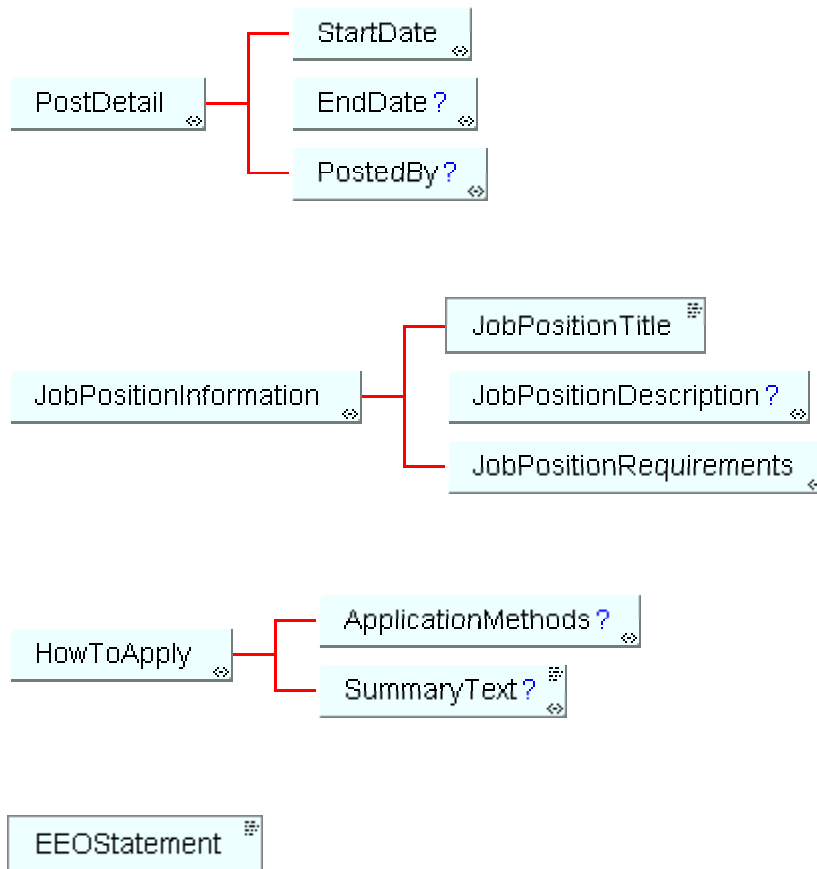 StartDate
PostDetail
EndDate?
PostedBy?
JobPositionTitle
JobPositionInformation
JobPositionDescription?
JobPositionRequirements
ApplicationMethods?
HowToApply
SummaryText?
EEOStatement